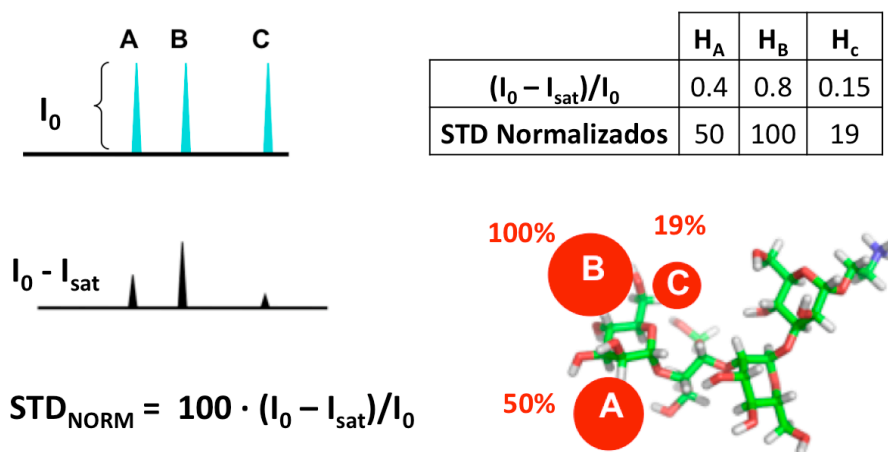 A B C
I0
HA HB Hc
(I0 – Isat)/I0 0.4 0.8 0.15
STD Normalizados 50 100 19
I0 - Isat
100% 19%
B C
50% A
STDNORM = 100 · (I0 – Isat)/I0